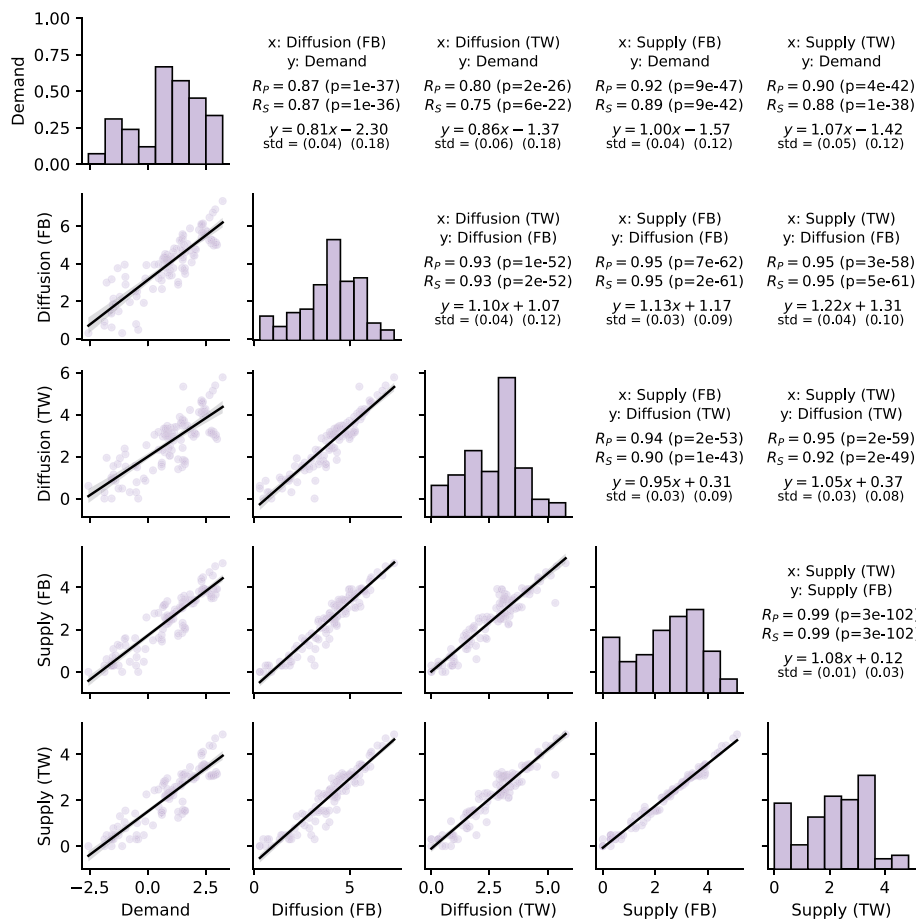 1.00
0.75
0.50
0.25
0.00
Demand
x: Diffusion (FB)
y: Demand
R_P = 0.87 (p=1e-37)
R_S = 0.87 (p=1e-36)
y = 0.81x − 2.30
std = (0.04) (0.18)
x: Diffusion (TW)
y: Demand
R_P = 0.80 (p=2e-26)
R_S = 0.75 (p=6e-22)
y = 0.86x − 1.37
std = (0.06) (0.18)
x: Supply (FB)
y: Demand
R_P = 0.92 (p=9e-47)
R_S = 0.89 (p=9e-42)
y = 1.00x − 1.57
std = (0.04) (0.12)
x: Supply (TW)
y: Demand
R_P = 0.90 (p=4e-42)
R_S = 0.88 (p=1e-38)
y = 1.07x − 1.42
std = (0.05) (0.12)
6
4
2
0
Diffusion (FB)
x: Diffusion (TW)
y: Diffusion (FB)
R_P = 0.93 (p=1e-52)
R_S = 0.93 (p=2e-52)
y = 1.10x + 1.07
std = (0.04) (0.12)
x: Supply (FB)
y: Diffusion (FB)
R_P = 0.95 (p=7e-62)
R_S = 0.95 (p=2e-61)
y = 1.13x + 1.17
std = (0.03) (0.09)
x: Supply (TW)
y: Diffusion (FB)
R_P = 0.95 (p=3e-58)
R_S = 0.95 (p=5e-61)
y = 1.22x + 1.31
std = (0.04) (0.10)
6
4
2
0
Diffusion (TW)
x: Supply (FB)
y: Diffusion (TW)
R_P = 0.94 (p=2e-53)
R_S = 0.90 (p=1e-43)
y = 0.95x + 0.31
std = (0.03) (0.09)
x: Supply (TW)
y: Diffusion (TW)
R_P = 0.95 (p=2e-59)
R_S = 0.92 (p=2e-49)
y = 1.05x + 0.37
std = (0.03) (0.08)
4
2
0
Supply (FB)
x: Supply (TW)
y: Supply (FB)
R_P = 0.99 (p=3e-102)
R_S = 0.99 (p=3e-102)
y = 1.08x + 0.12
std = (0.01) (0.03)
4
2
0
Supply (TW)
−2.5 0.0 2.5
Demand
0 5
Diffusion (FB)
0.0 2.5 5.0
Diffusion (TW)
0 2 4
Supply (FB)
0 2 4
Supply (TW)